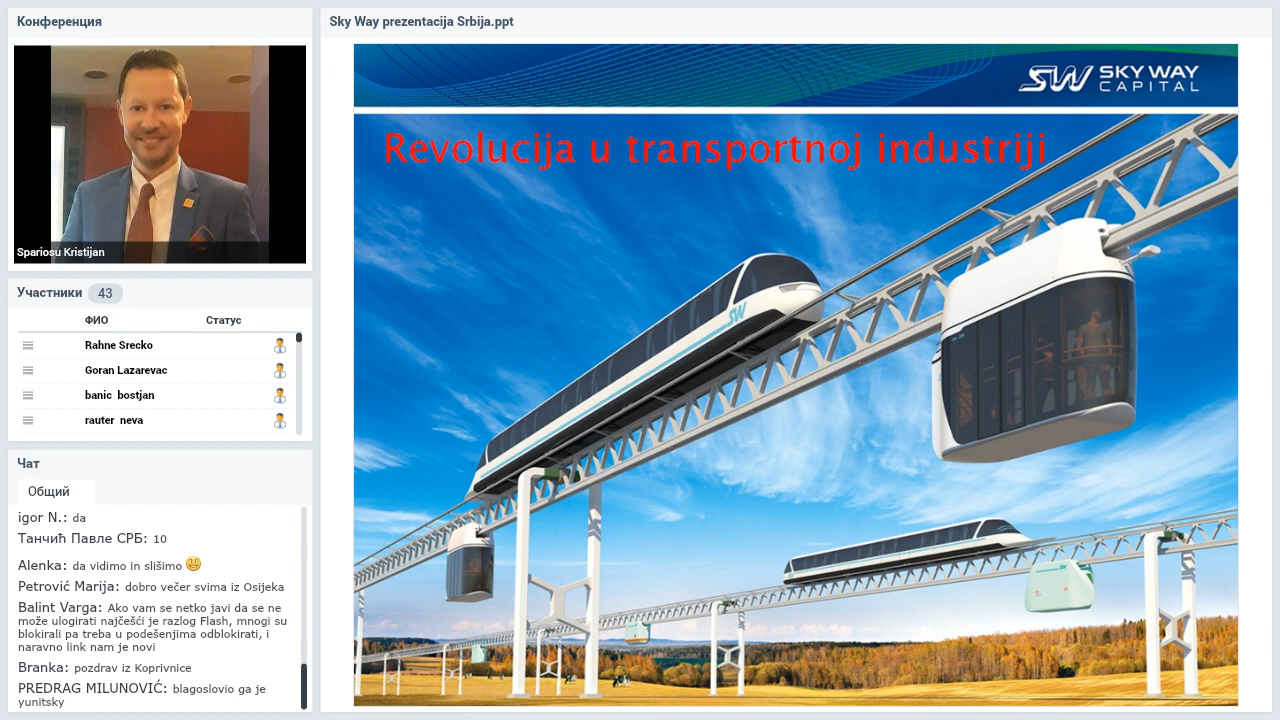 Конференция
Spariosu Kristijan
Участники 43
ФИО Статус
Rahne Srecko
Goran Lazarevac
banic bostjan
rauter neva
Чат
Общий
igor N.: da
Танчић Павле СРБ: 10
Alenka: da vidimo in slišimo
Petrović Marija: dobro večer svima iz Osijeka
Balint Varga: Ako vam se netko javi da se ne
može ulogirati najčešći je razlog Flash, mnogi su
blokirali pa treba u podešenjima odblokirati, i
naravno link nam je novi
Branka: pozdrav iz Koprivnice
PREDRAG MILUNOVIĆ: blagoslovio ga je
yunitsky
Sky Way prezentacija Srbija.ppt
SW SKY WAY
CAPITAL
Revolucija u transportnoj industriji
SW